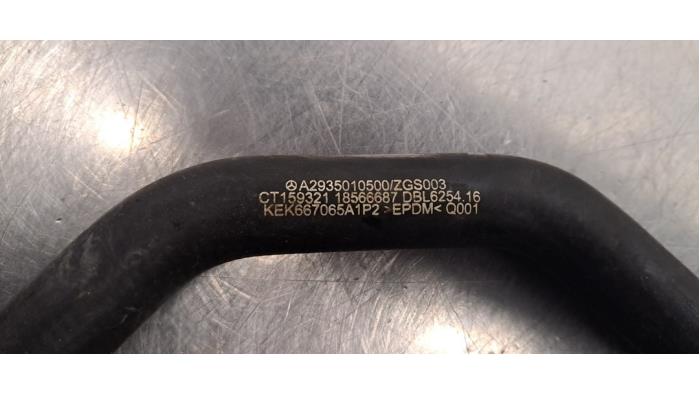 A2935010500/ZGS003
CT159321 18566687 DBL6254.16
KEK667065A1P2 >EPDM< Q001